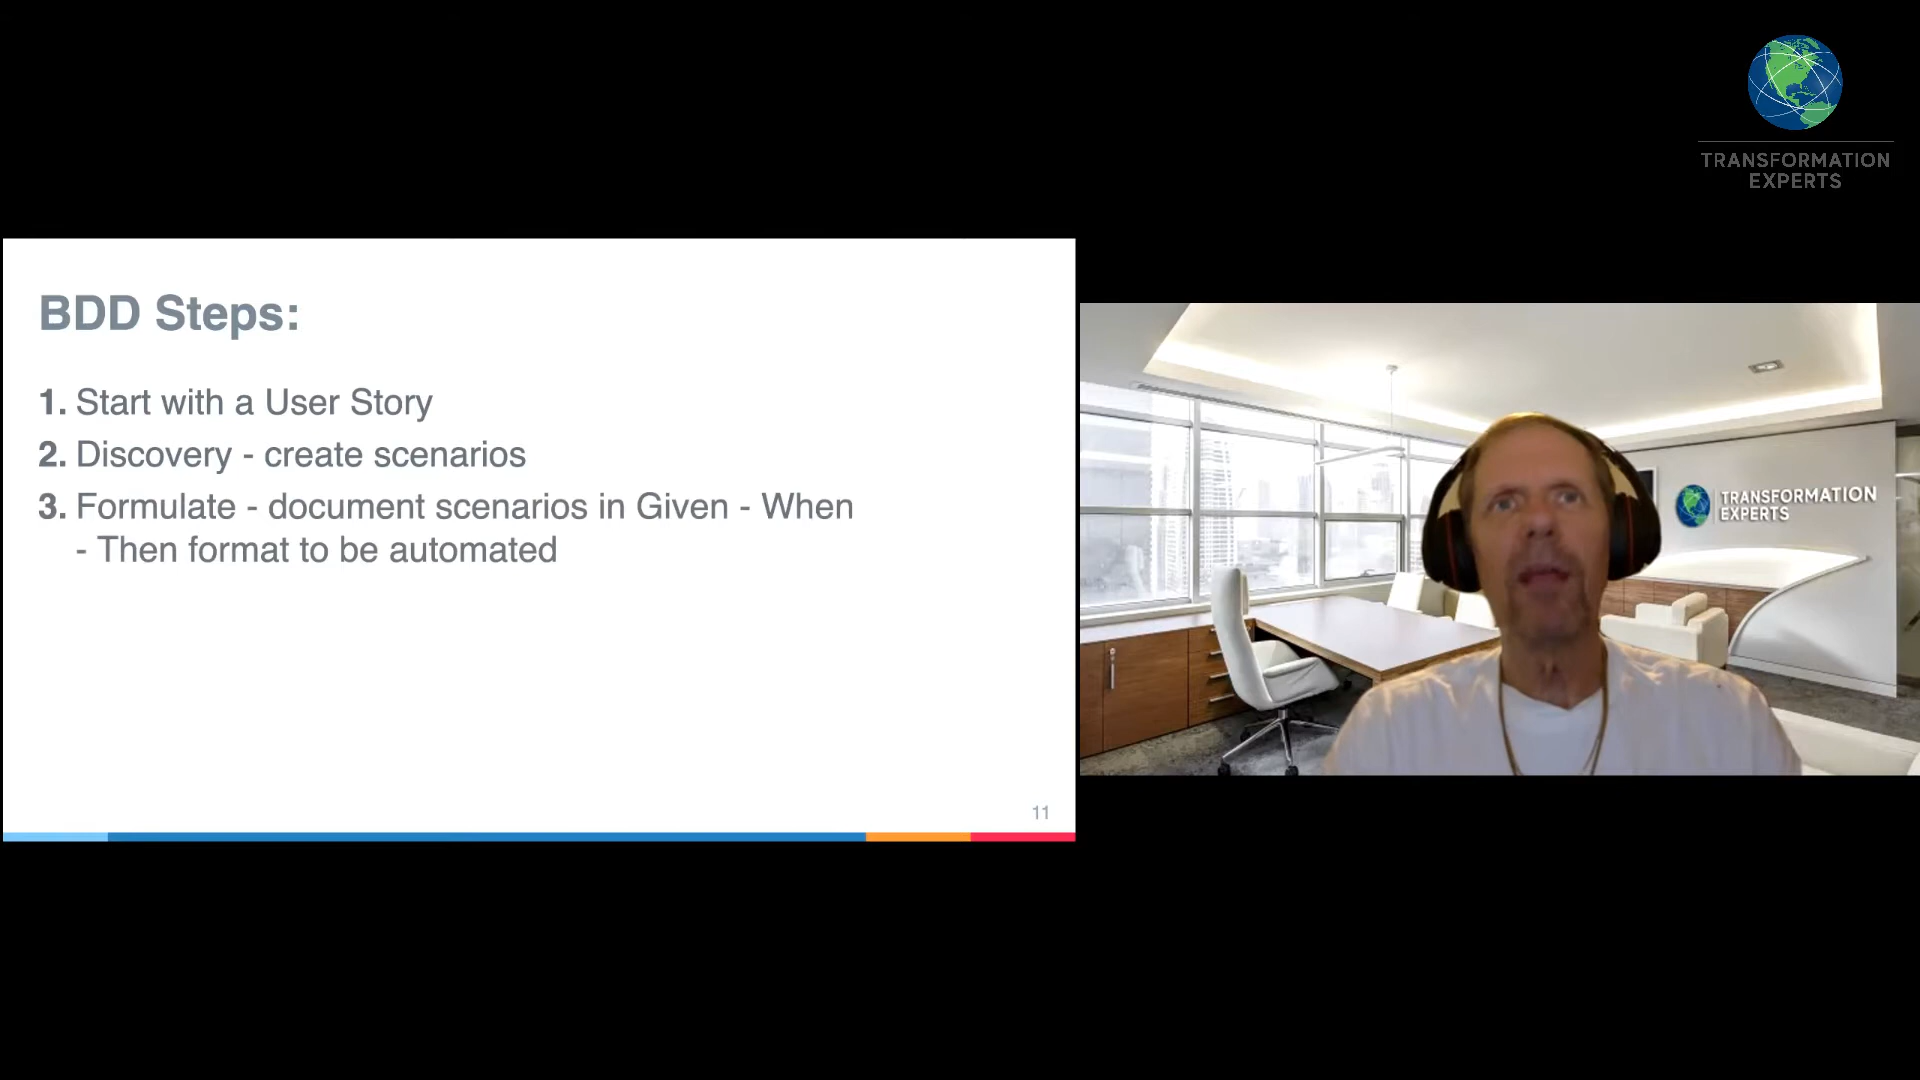 TRANSFORMATION
EXPERTS
BDD Steps:
1. Start with a User Story
2. Discovery - create scenarios
3. Formulate - document scenarios in Given - When
- Then format to be automated
11
TRANSFORMATION
EXPERTS